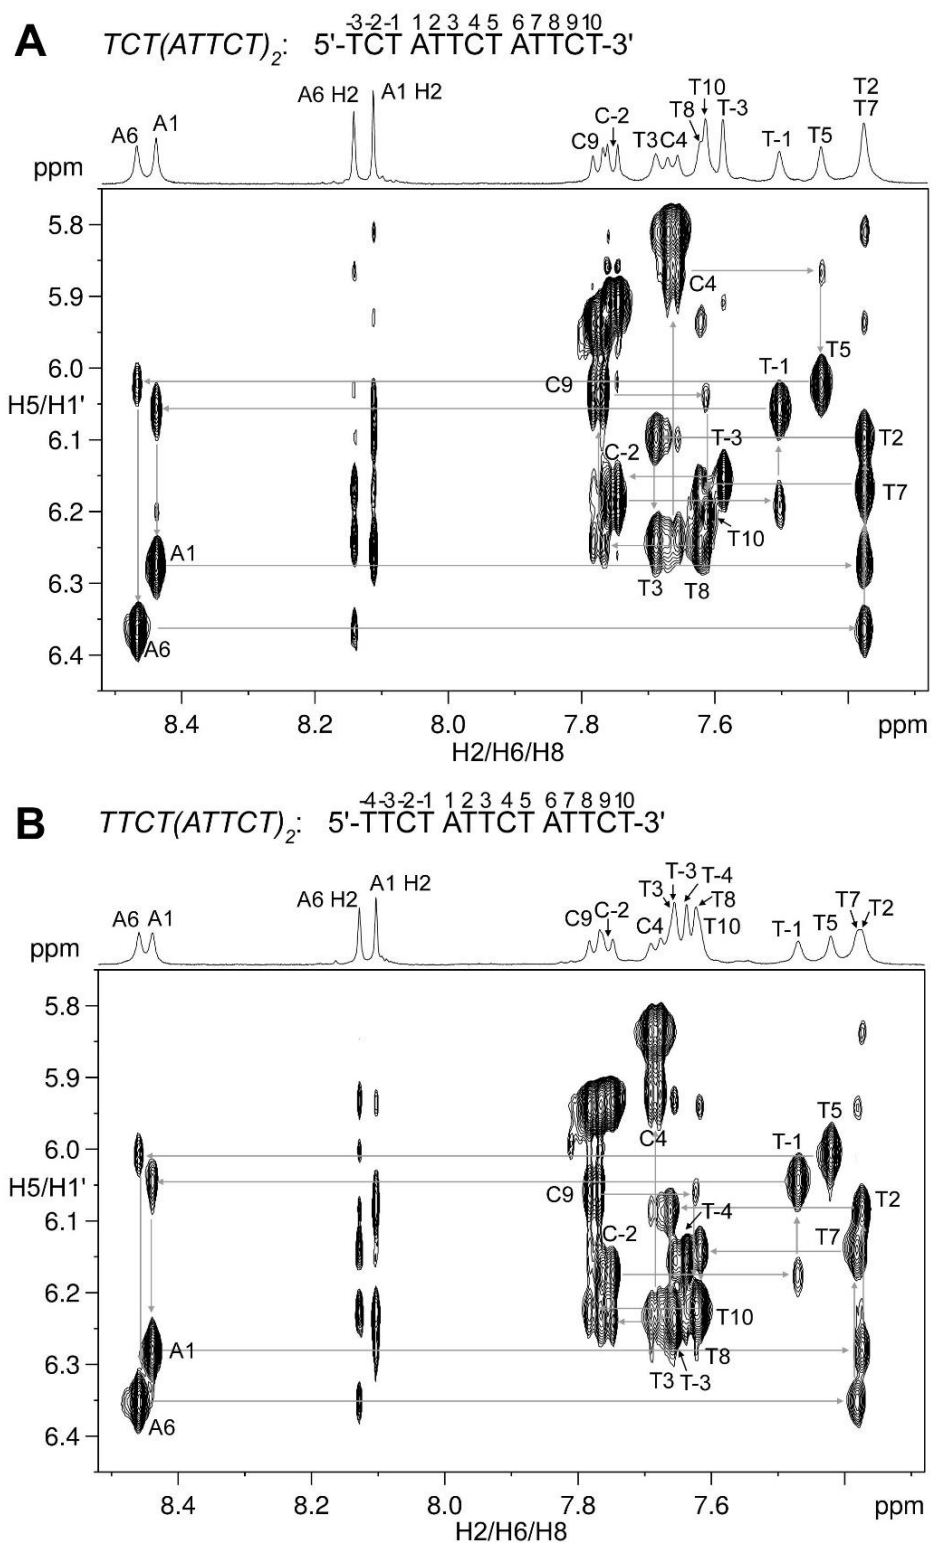 A
-3-2-1 1 2 3 4 5 6 7 8 9 10
TCT(ATTCT)2: 5'-TCT ATTCT ATTCT-3'
A6 A1 A6 H2 A1 H2 C9 C-2 T3 C4 T8 T10 T-3 T-1 T5 T2 T7
ppm
5.8
5.9
C4
6.0
T5
T-1
C9
H5/H1'
6.1
T2
C-2
T-3
T7
6.2
T10
A1
6.3
T3 T8
A6
6.4
8.4 8.2 8.0 7.8 7.6 ppm
H2/H6/H8
B
-4-3-2-1 1 2 3 4 5 6 7 8 9 10
TTCT(ATTCT)2: 5'-TTCT ATTCT ATTCT-3'
A6 A1 A6 H2 A1 H2 C9 C-2 C4 T3 T-3 T-4 T8 T10 T-1 T5 T7 T2
ppm
5.8
5.9
T5
C4
T-1
6.0
H5/H1'
C9
T2
6.1
T-4
C-2
T7
6.2
T10
6.3
A1
T8
T3 T-3
A6
6.4
8.4 8.2 8.0 7.8 7.6 ppm
H2/H6/H8